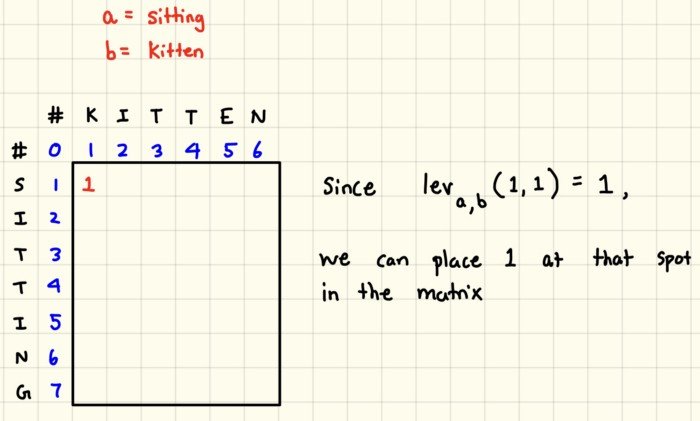 a = sitting
b = kitten
# K I T T E N
# 0 1 2 3 4 5 6
S 1 1
I 2
T 3
T 4
I 5
N 6
G 7
Since lev a,b (1,1) = 1,
we can place 1 at that spot
in the matrix